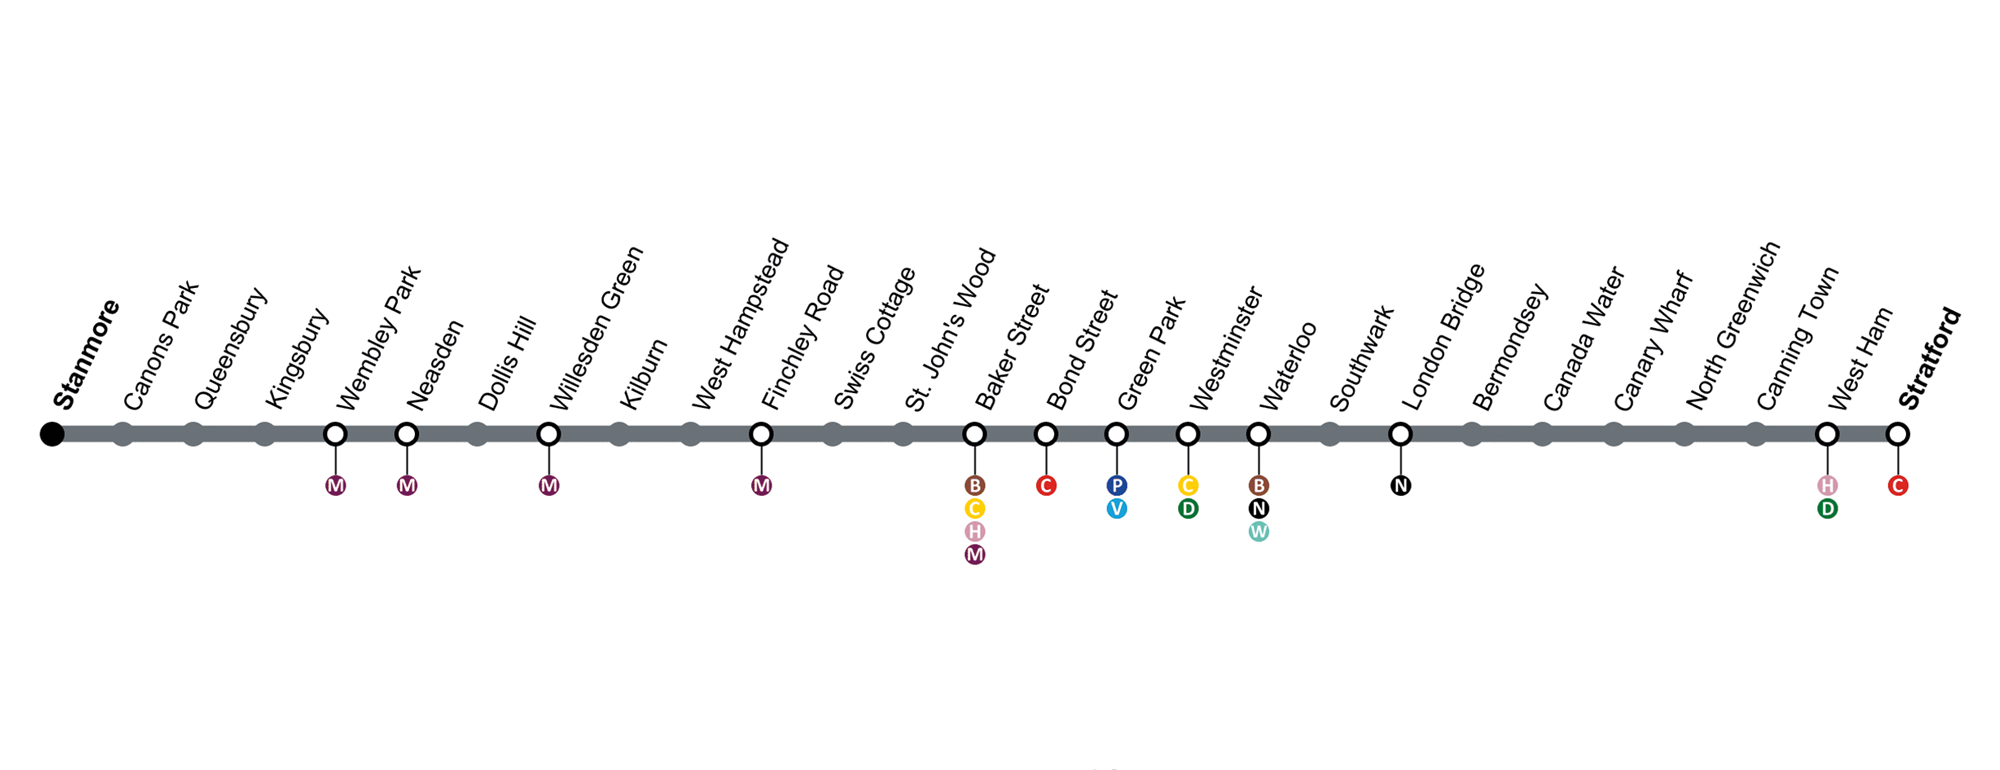 Stanmore
Canons Park
Queensbury
Kingsbury
Wembley Park
Neasden
Dollis Hill
Willesden Green
Kilburn
West Hampstead
Finchley Road
Swiss Cottage
St. John's Wood
Baker Street
Bond Street
Green Park
Westminster
Waterloo
Southwark
London Bridge
Bermondsey
Canada Water
Canary Wharf
North Greenwich
Canning Town
West Ham
Stratford
M
M
M
M
B
C
H
M
C
P
V
C
D
B
N
W
N
H
D
C